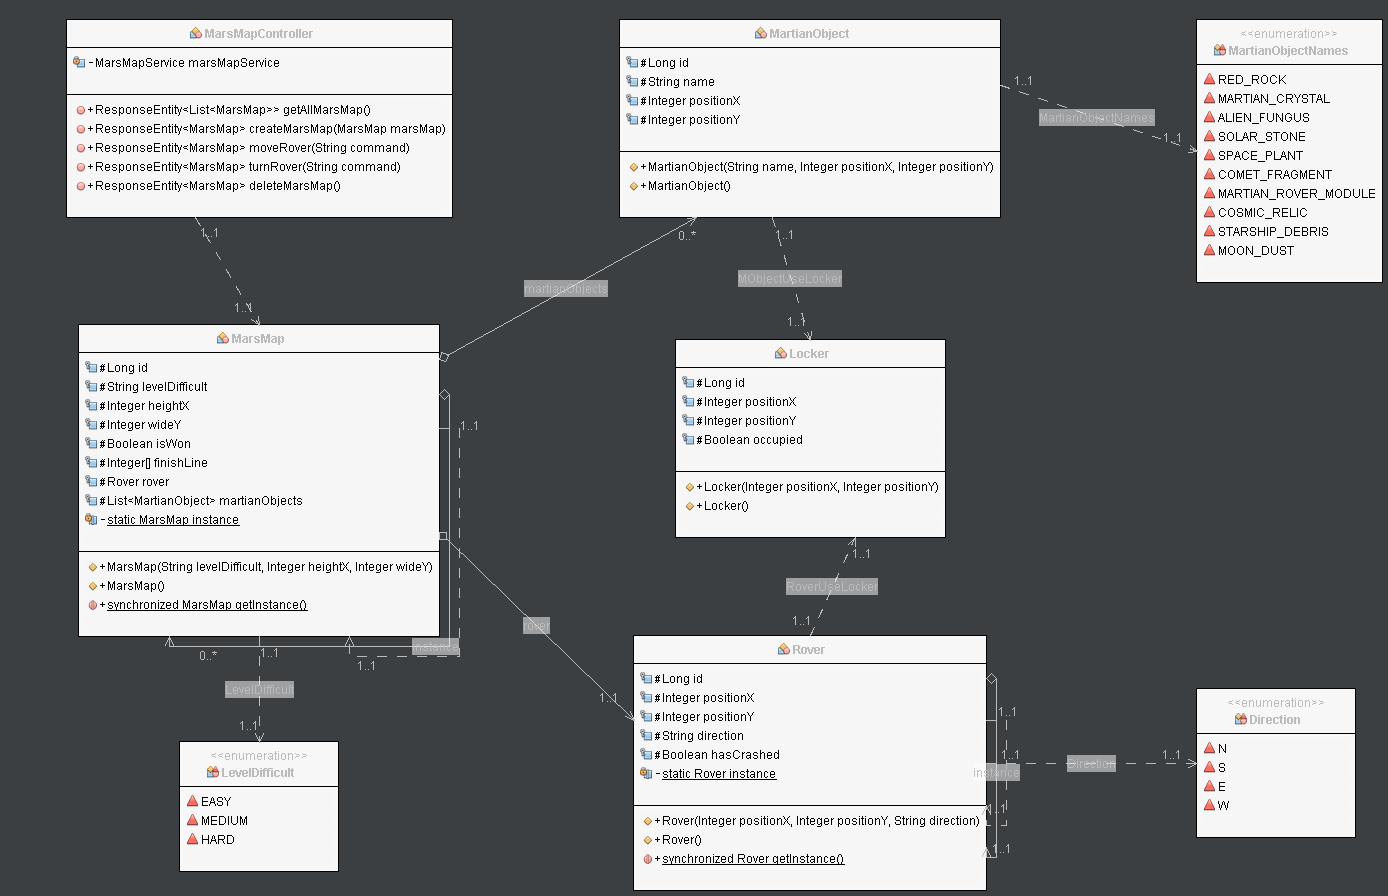 MarsMapController
-MarsMapService marsMapService
+ResponseEntity<List<MarsMap>> getAllMarsMap()
+ResponseEntity<MarsMap> createMarsMap(MarsMap marsMap)
+ResponseEntity<MarsMap> moveRover(String command)
+ResponseEntity<MarsMap> turnRover(String command)
+ResponseEntity<MarsMap> deleteMarsMap()
MartianObject
#Long id
#String name
#Integer positionX
#Integer positionY
+MartianObject(String name, Integer positionX, Integer positionY)
+MartianObject()
<<enumeration>>
MartianObjectNames
RED_ROCK
MARTIAN_CRYSTAL
ALIEN_FUNGUS
SOLAR_STONE
SPACE_PLANT
COMET_FRAGMENT
MARTIAN_ROVER_MODULE
COSMIC_RELIC
STARSHIP_DEBRIS
MOON_DUST
1..1
MartianObjectNames
1..1
1..1
1..1
0..*
martianObjects
1..1
MObjectUseLocker
1..1
MarsMap
#Long id
#String levelDifficult
#Integer heightX
#Integer wideY
#Boolean isWon
#Integer[] finishLine
#Rover rover
#List<MartianObject> martianObjects
-static MarsMap instance
+MarsMap(String levelDifficult, Integer heightX, Integer wideY)
+MarsMap()
+synchronized MarsMap getInstance()
1..1
instance
0..*
1..1
1..1
LevelDifficult
1..1
Locker
#Long id
#Integer positionX
#Integer positionY
#Boolean occupied
+Locker(Integer positionX, Integer positionY)
+Locker()
1..1
RoverUseLocker
1..1
rover
1..1
<<enumeration>>
LevelDifficult
EASY
MEDIUM
HARD
Rover
#Long id
#Integer positionX
#Integer positionY
#String direction
#Boolean hasCrashed
-static Rover instance
+Rover(Integer positionX, Integer positionY, String direction)
+Rover()
+synchronized Rover getInstance()
1..1
1..1
instance
1..1
1..1
Direction
1..1
<<enumeration>>
Direction
N
S
E
W